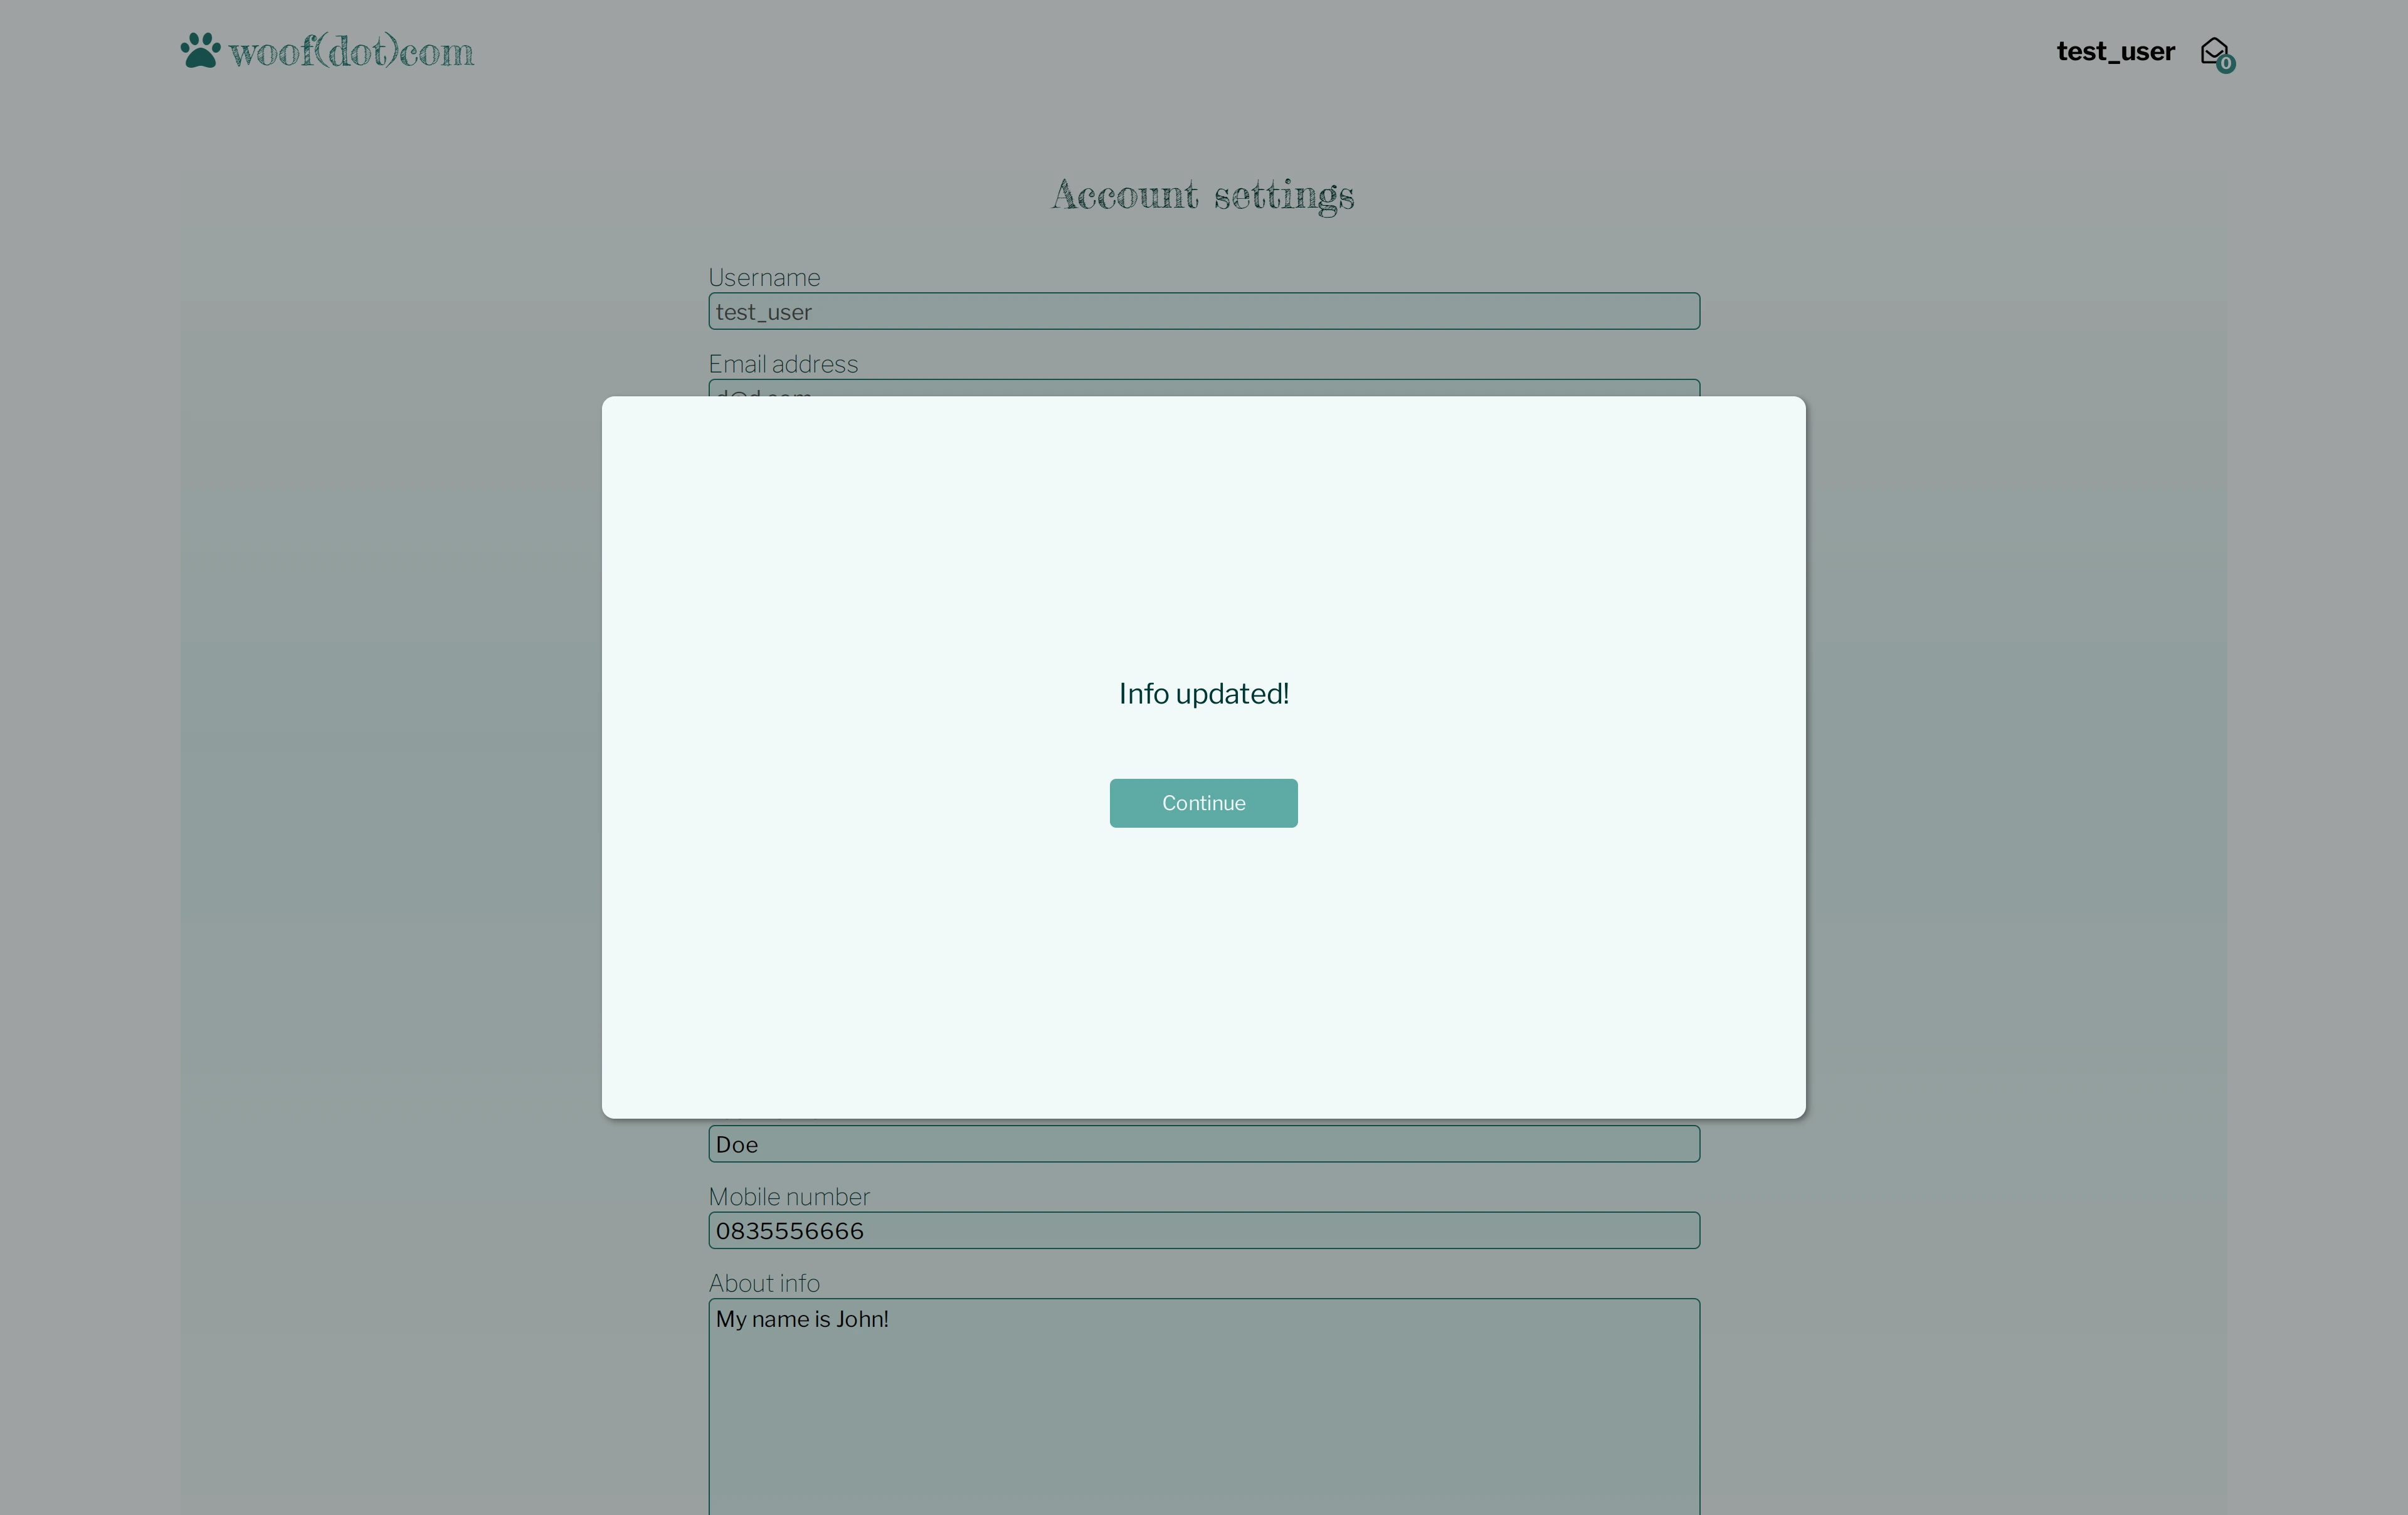 woof(dot)com
test_user
0
Account settings
Username
test_user
Email address
Info updated!
Continue
Doe
Mobile number
0835556666
About info
My name is John!